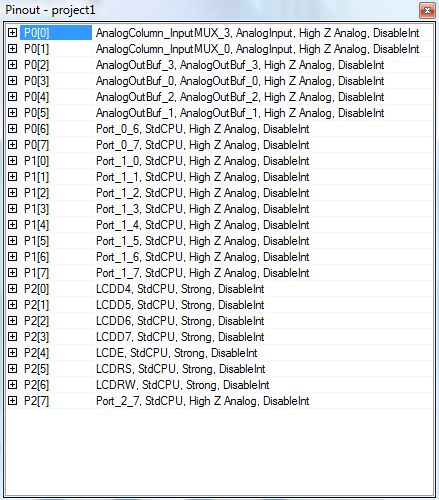 Pinout - project1
P0[0] AnalogColumn_InputMUX_3, AnalogInput, High Z Analog, DisableInt
P0[1] AnalogColumn_InputMUX_0, AnalogInput, High Z Analog, DisableInt
P0[2] AnalogOutBuf_3, AnalogOutBuf_3, High Z Analog, DisableInt
P0[3] AnalogOutBuf_0, AnalogOutBuf_0, High Z Analog, DisableInt
P0[4] AnalogOutBuf_2, AnalogOutBuf_2, High Z Analog, DisableInt
P0[5] AnalogOutBuf_1, AnalogOutBuf_1, High Z Analog, DisableInt
P0[6] Port_0_6, StdCPU, High Z Analog, DisableInt
P0[7] Port_0_7, StdCPU, High Z Analog, DisableInt
P1[0] Port_1_0, StdCPU, High Z Analog, DisableInt
P1[1] Port_1_1, StdCPU, High Z Analog, DisableInt
P1[2] Port_1_2, StdCPU, High Z Analog, DisableInt
P1[3] Port_1_3, StdCPU, High Z Analog, DisableInt
P1[4] Port_1_4, StdCPU, High Z Analog, DisableInt
P1[5] Port_1_5, StdCPU, High Z Analog, DisableInt
P1[6] Port_1_6, StdCPU, High Z Analog, DisableInt
P1[7] Port_1_7, StdCPU, High Z Analog, DisableInt
P2[0] LCDD4, StdCPU, Strong, DisableInt
P2[1] LCDD5, StdCPU, Strong, DisableInt
P2[2] LCDD6, StdCPU, Strong, DisableInt
P2[3] LCDD7, StdCPU, Strong, DisableInt
P2[4] LCDE, StdCPU, Strong, DisableInt
P2[5] LCDRS, StdCPU, Strong, DisableInt
P2[6] LCDRW, StdCPU, Strong, DisableInt
P2[7] Port_2_7, StdCPU, High Z Analog, DisableInt